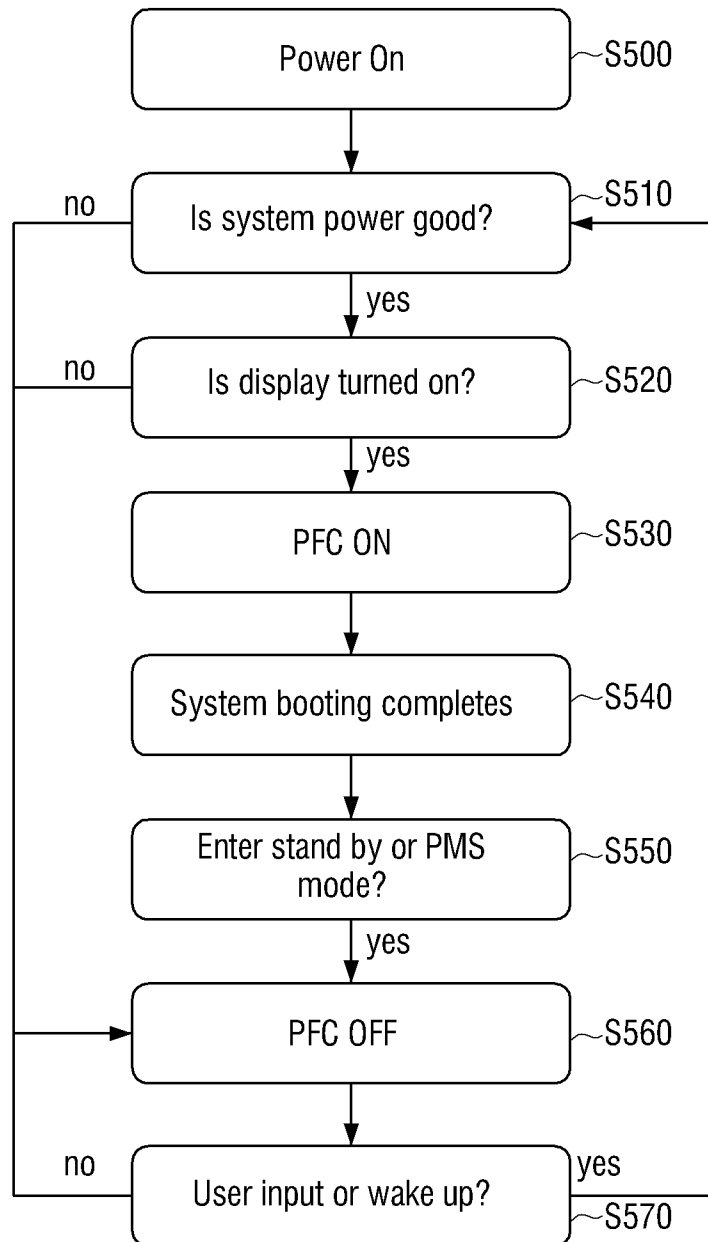 Power On
S500
S510
no
Is system power good?
yes
no
Is display turned on?
S520
yes
PFC ON
S530
System booting completes
S540
Enter stand by or PMS
mode?
S550
yes
PFC OFF
S560
no
User input or wake up?
yes
S570